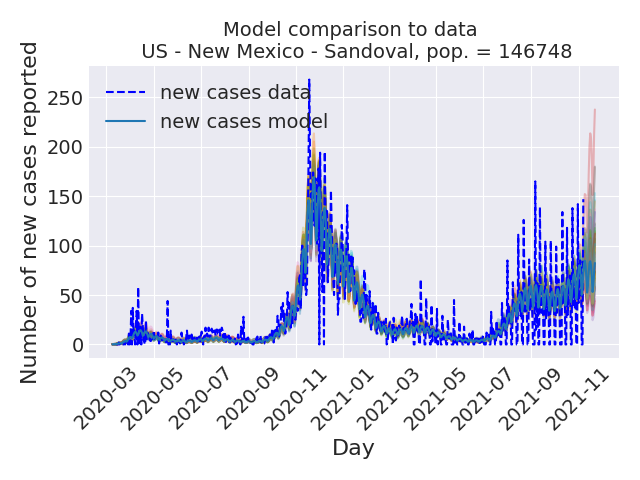 Model comparison to data
US - New Mexico - Sandoval, pop. = 146748
Number of new cases reported
250
200
150
100
50
0
new cases data
new cases model
2020-03
2020-05
2020-07
2020-09
2020-11
2021-01
2021-03
2021-05
2021-07
2021-09
2021-11
Day